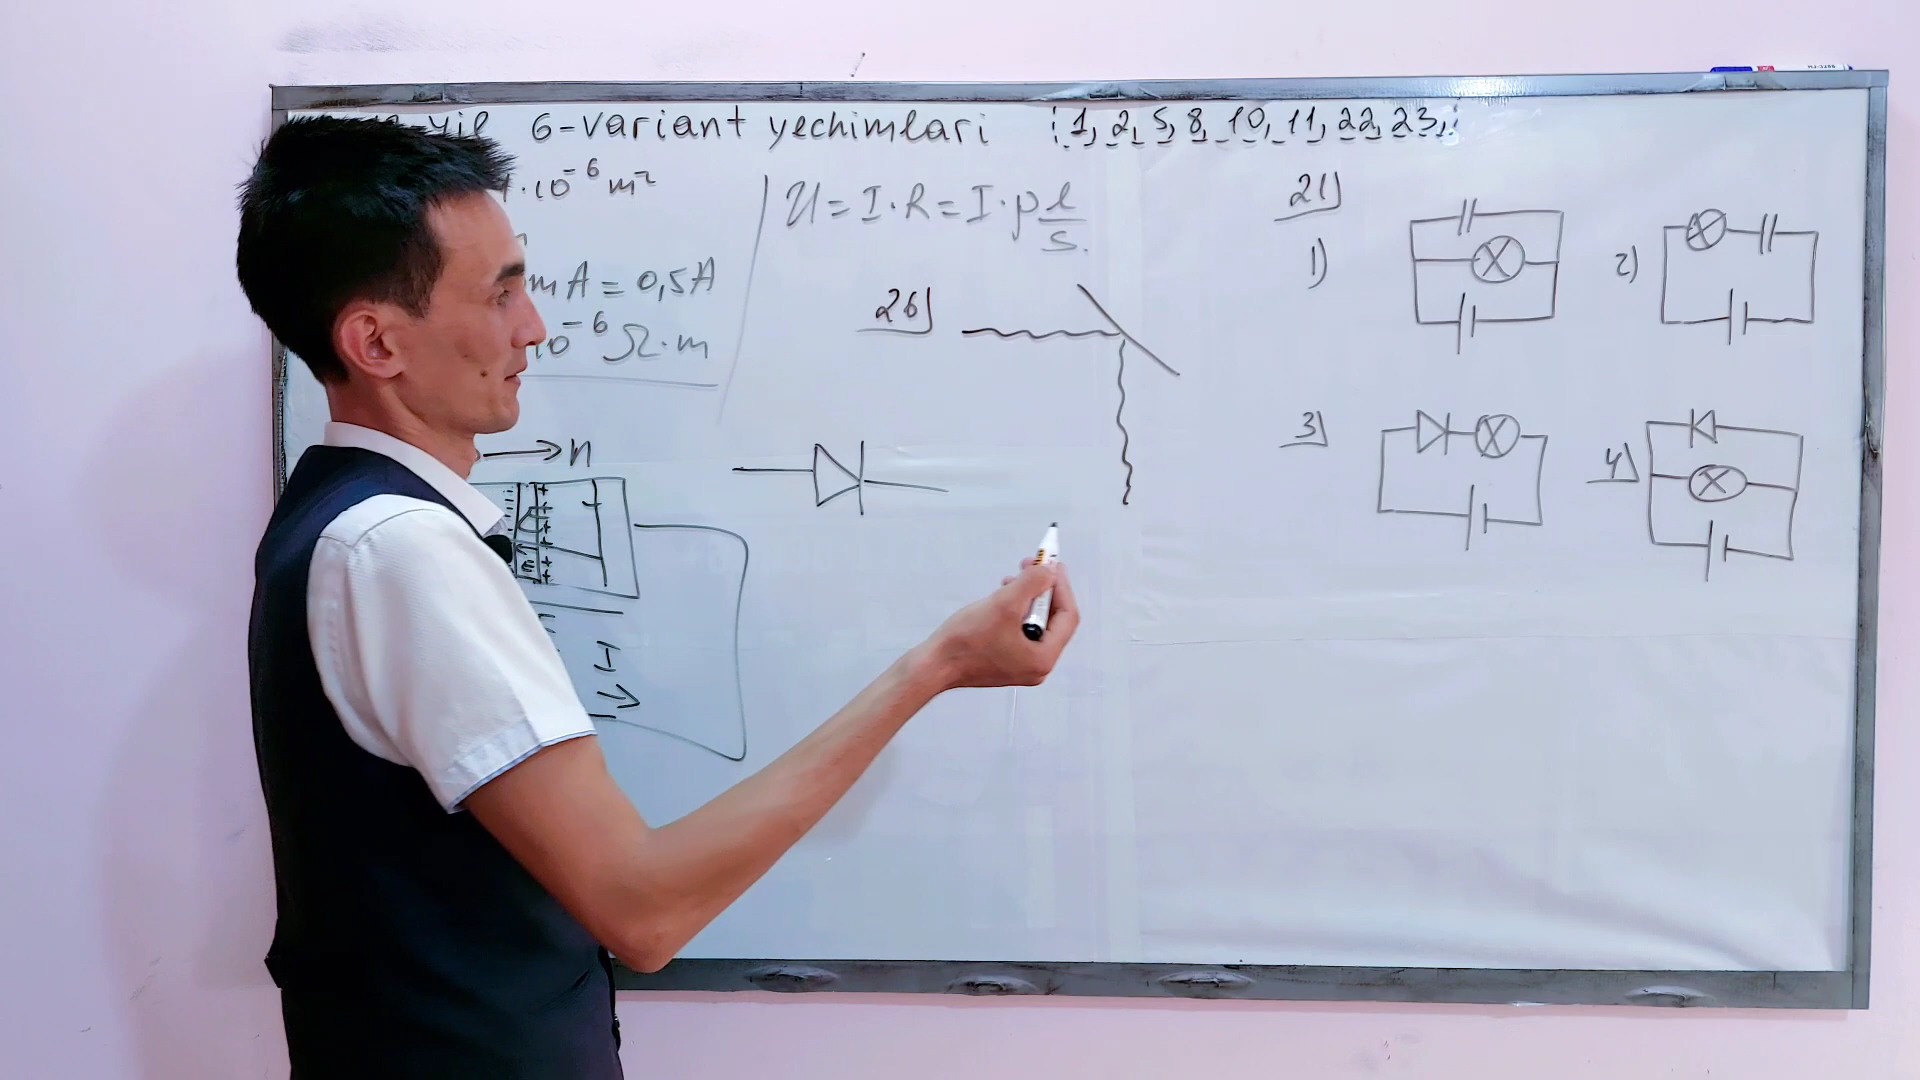 6-variant yechimlari ; 1, 2, 5, 8, 10, 11, 22, 23,;
·10⁻⁶ m²
mA = 0,5A
10⁻⁶ Ω·m
U = I·R = I·ρ l/s.
26)
n
E
I
21)
1)
2)
3)
4)